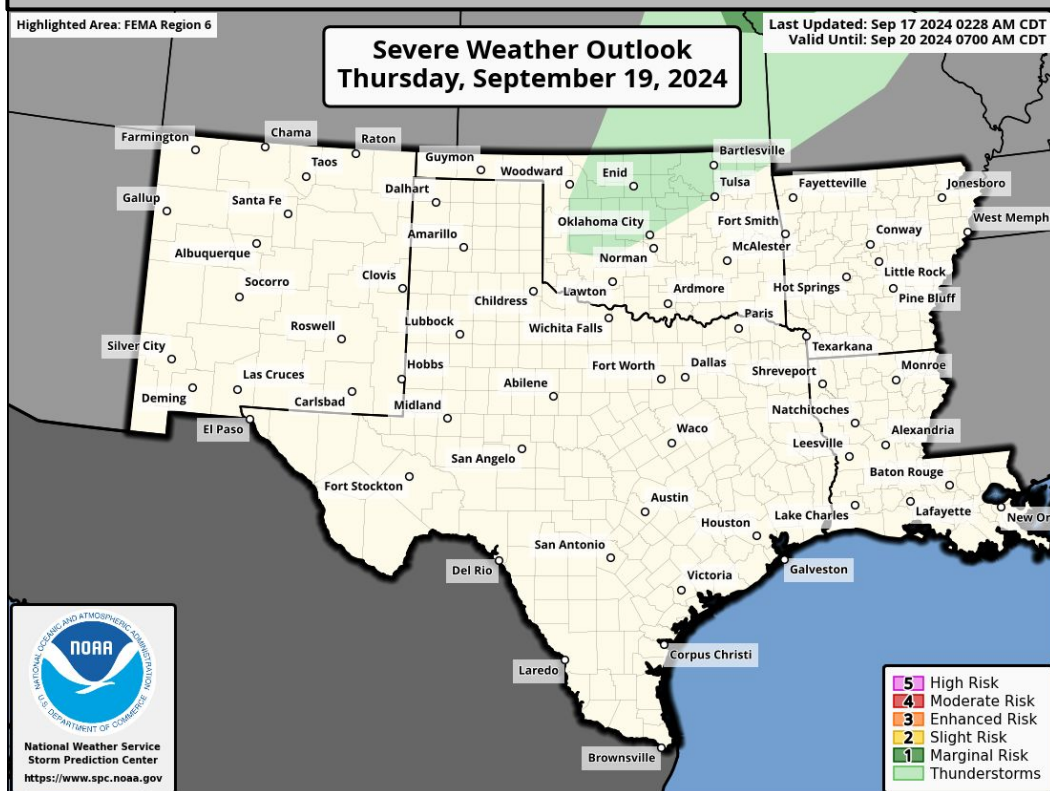 Highlighted Area: FEMA Region 6
Last Updated: Sep 17 2024 0228 AM CDT
Valid Until: Sep 20 2024 0700 AM CDT
Severe Weather Outlook
Thursday, September 19, 2024
Farmington
Chama
Raton
Taos
Guymon
Woodward
Enid
Bartlesville
Gallup
Santa Fe
Dalhart
Tulsa
Fayetteville
Jonesboro
Albuquerque
Amarillo
Oklahoma City
Fort Smith
Conway
West Memph
Norman
McAlester
Little Rock
Socorro
Clovis
Childress
Lawton
Ardmore
Hot Springs
Pine Bluff
Roswell
Lubbock
Wichita Falls
Paris
Texarkana
Silver City
Las Cruces
Hobbs
Abilene
Fort Worth
Dallas
Shreveport
Monroe
Deming
Carlsbad
Midland
Natchitoches
El Paso
San Angelo
Waco
Leesville
Alexandria
Fort Stockton
Baton Rouge
Austin
Houston
Lake Charles
Lafayette
New Or
San Antonio
Del Rio
Victoria
Galveston
Laredo
Corpus Christi
Brownsville
NATIONAL OCEANIC AND ATMOSPHERIC ADMINISTRATION
NOAA
U.S. DEPARTMENT OF COMMERCE
National Weather Service
Storm Prediction Center
https://www.spc.noaa.gov
5 High Risk
4 Moderate Risk
3 Enhanced Risk
2 Slight Risk
1 Marginal Risk
Thunderstorms